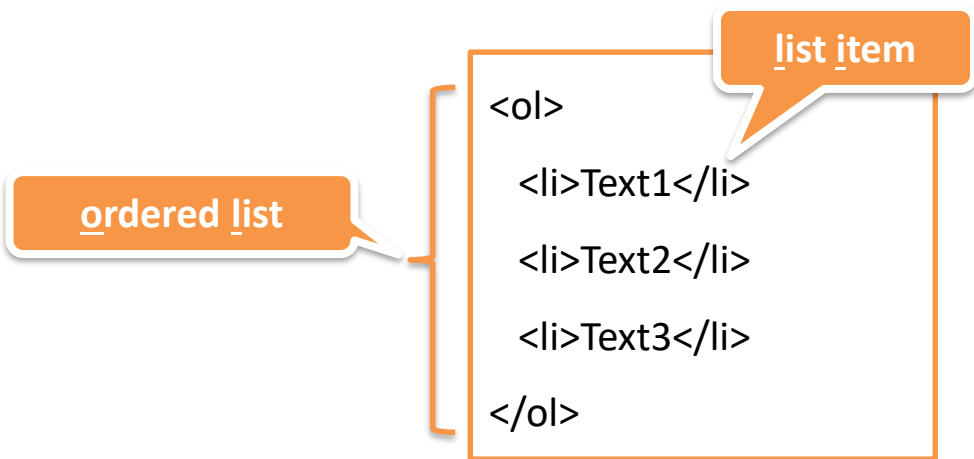 list item
<ol>
<li>Text1</li>
ordered list
<li>Text2</li>
<li>Text3</li>
</ol>